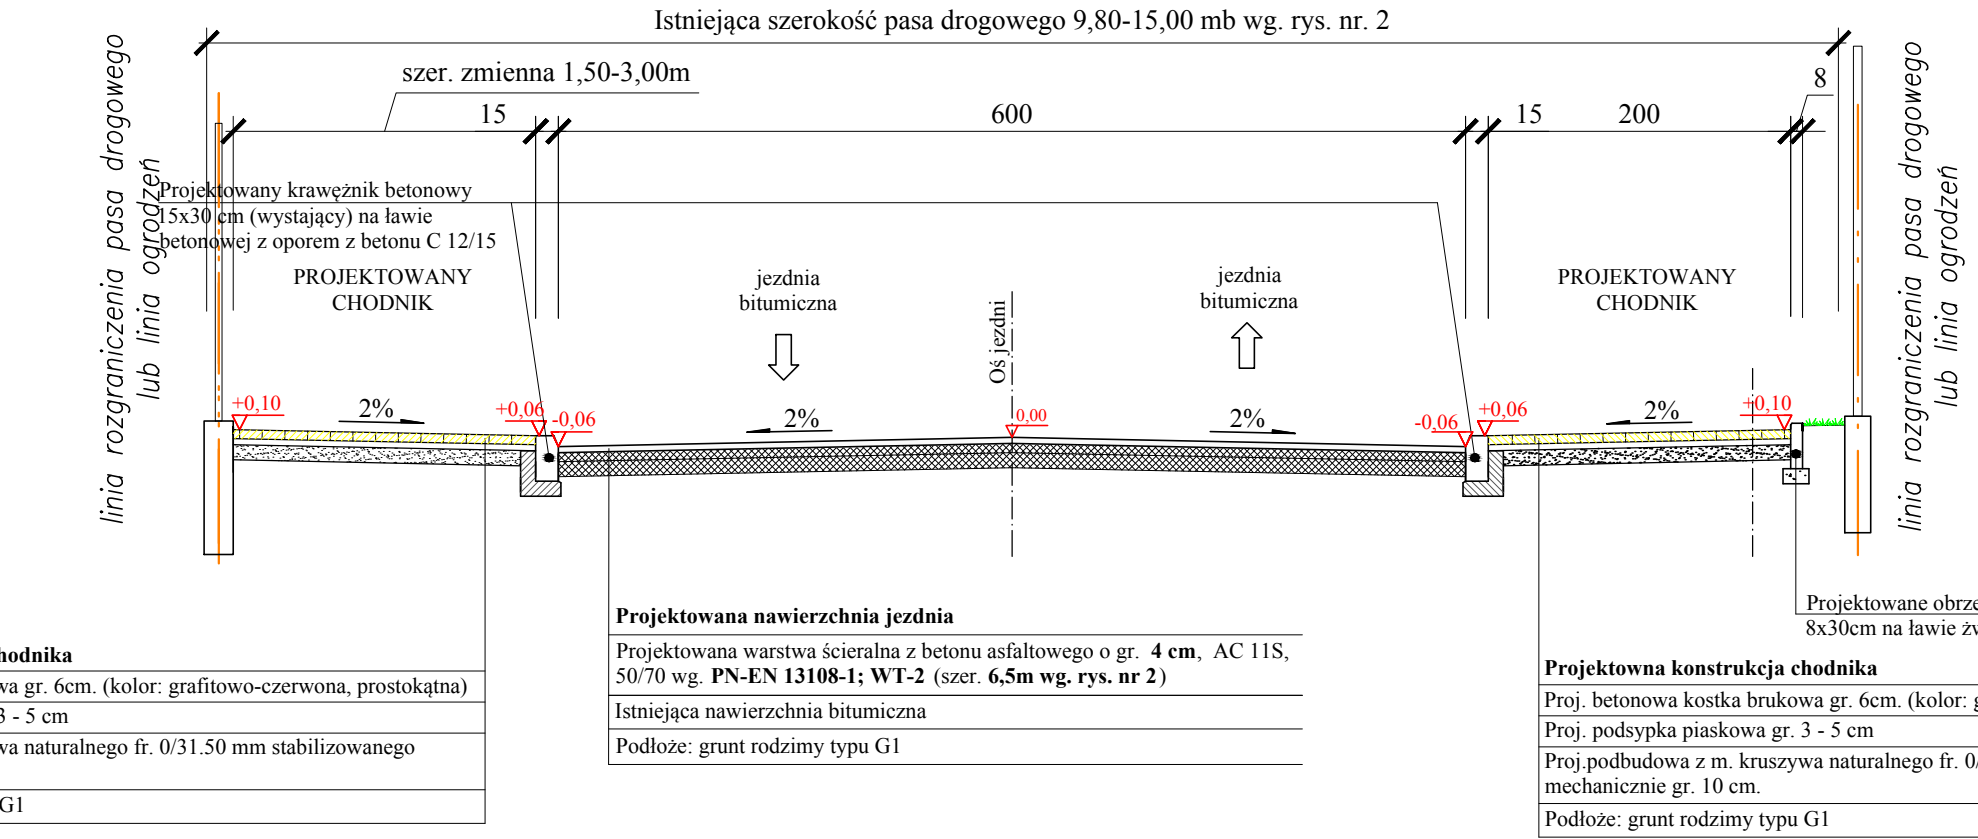 Istniejąca szerokość pasa drogowego 9,80-15,00 mb wg. rys. nr. 2
linia rozgraniczenia pasa drogowego
lub linia ogrodzeń
szer. zmienna 1,50-3,00m
15
600
15
200
8
linia rozgraniczenia pasa drogowego
lub linia ogrodzeń
Projektowany krawężnik betonowy
15x30 cm (wystający) na ławie
betonowej z oporem z betonu C 12/15
PROJEKTOWANY
CHODNIK
jezdnia
bitumiczna
Oś jezdni
jezdnia
bitumiczna
PROJEKTOWANY
CHODNIK
+0,10
2%
+0,06
-0,06
2%
0,00
2%
-0,06
+0,06
2%
+0,10
hodnika
wa gr. 6cm. (kolor: grafitowo-czerwona, prostokątna)
3 - 5 cm
wa naturalnego fr. 0/31.50 mm stabilizowanego
G1
Projektowana nawierzchnia jezdnia
Projektowana warstwa ścieralna z betonu asfaltowego o gr. 4 cm, AC 11S,
50/70 wg. PN-EN 13108-1; WT-2 (szer. 6,5m wg. rys. nr 2)
Istniejąca nawierzchnia bitumiczna
Podłoże: grunt rodzimy typu G1
Projektowane obrze
8x30cm na ławie żw
Projektowna konstrukcja chodnika
Proj. betonowa kostka brukowa gr. 6cm. (kolor: g
Proj. podsypka piaskowa gr. 3 - 5 cm
Proj.podbudowa z m. kruszywa naturalnego fr. 0/
mechanicznie gr. 10 cm.
Podłoże: grunt rodzimy typu G1